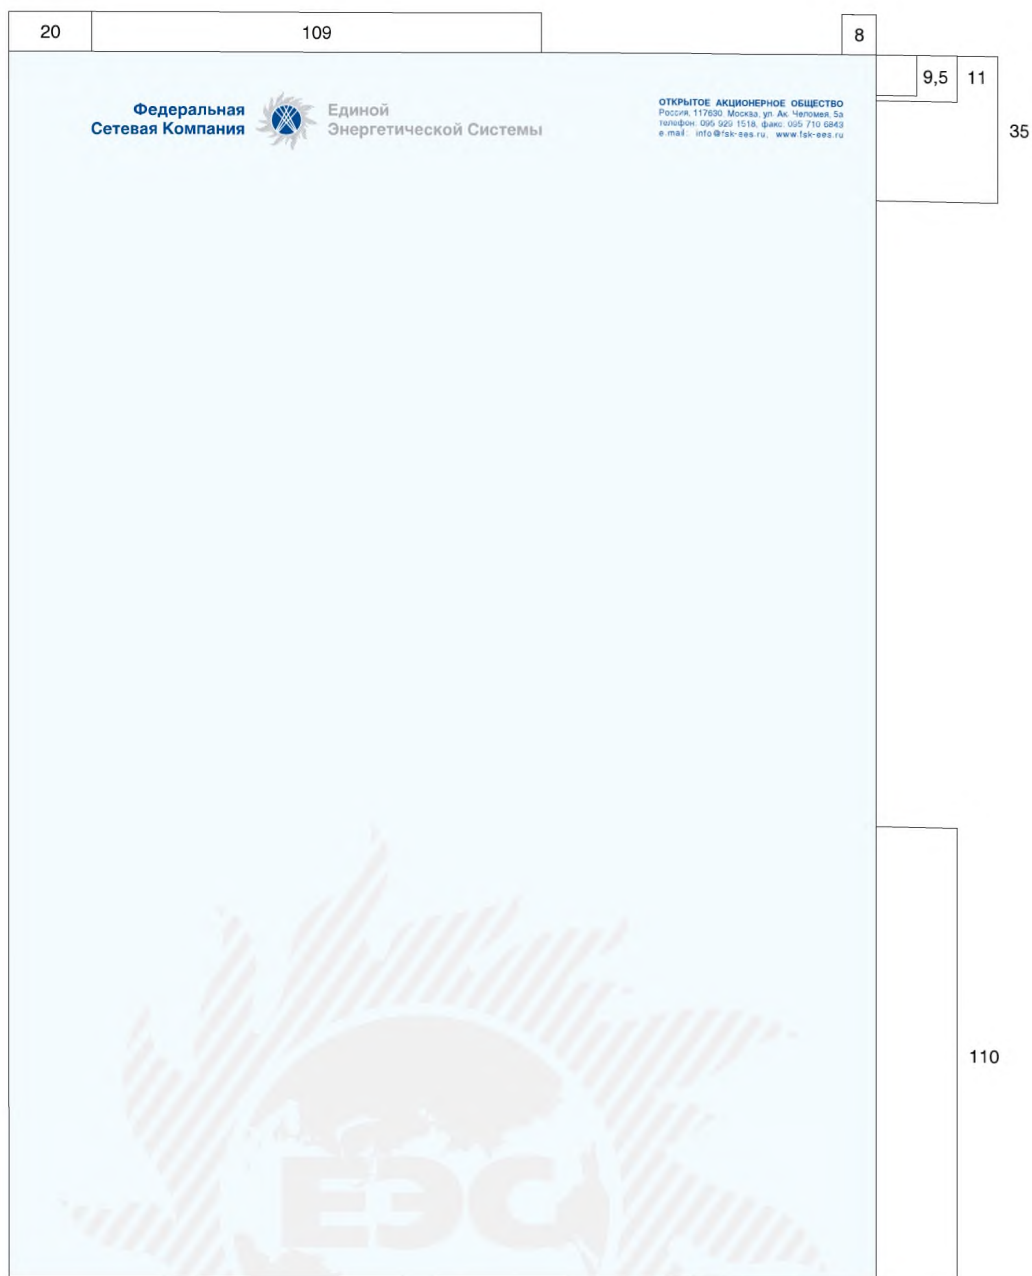 20
109
8
9,5
11
35
Федеральная
Сетевая Компания
Единой
Энергетической Системы
ОТКРЫТОЕ АКЦИОНЕРНОЕ ОБЩЕСТВО
Россия, 117630, Москва, ул. Ак. Челомея, 5а
телефон: 095 929 1518, факс: 095 710 6843
e.mail: info@fsk-ees.ru, www.fsk-ees.ru
110
ЕЭС